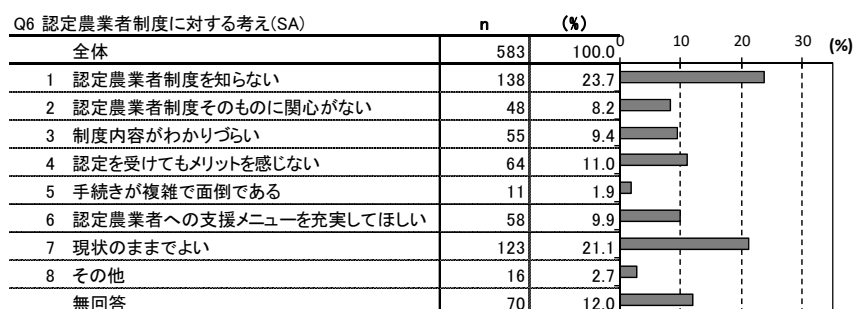 Q6 認定農業者制度に対する考え(SA) n (%)
全体 583 100.0
0 10 20 30 (%)
1 認定農業者制度を知らない 138 23.7
2 認定農業者制度そのものに関心がない 48 8.2
3 制度内容がわかりづらい 55 9.4
4 認定を受けてもメリットを感じない 64 11.0
5 手続きが複雑で面倒である 11 1.9
6 認定農業者への支援メニューを充実してほしい 58 9.9
7 現状のままでよい 123 21.1
8 その他 16 2.7
無回答 70 12.0